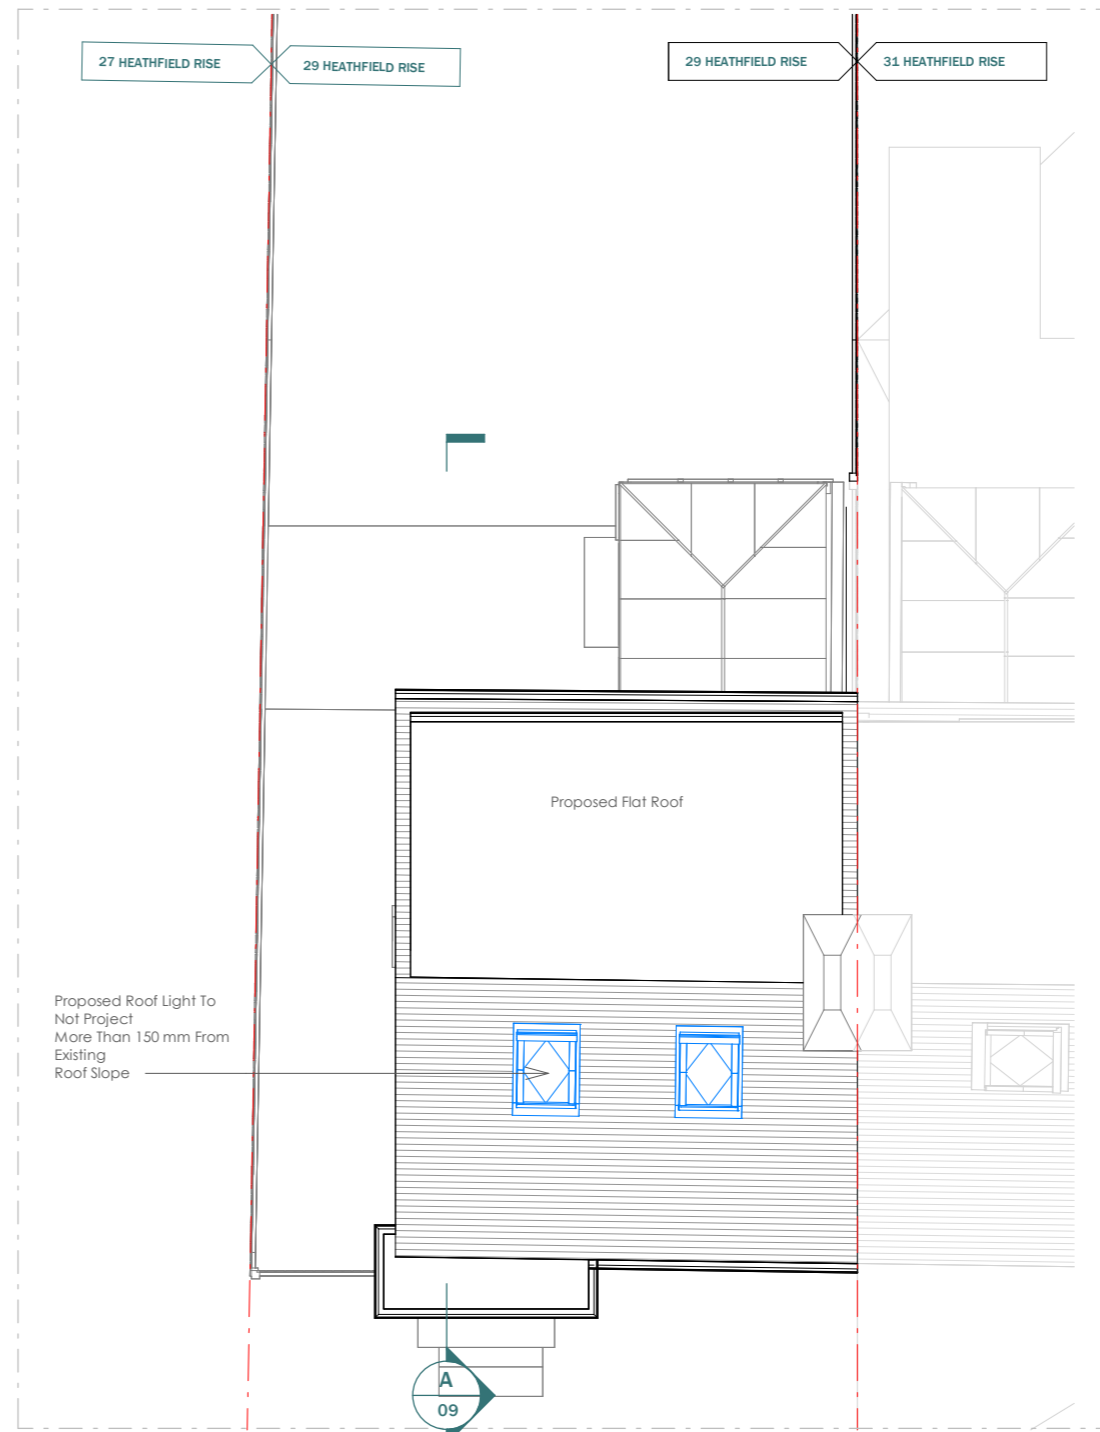 27 HEATHFIELD RISE
29 HEATHFIELD RISE
29 HEATHFIELD RISE
31 HEATHFIELD RISE
Proposed Flat Roof
Proposed Roof Light To
Not Project
More Than 150 mm From
Existing
Roof Slope
A
09